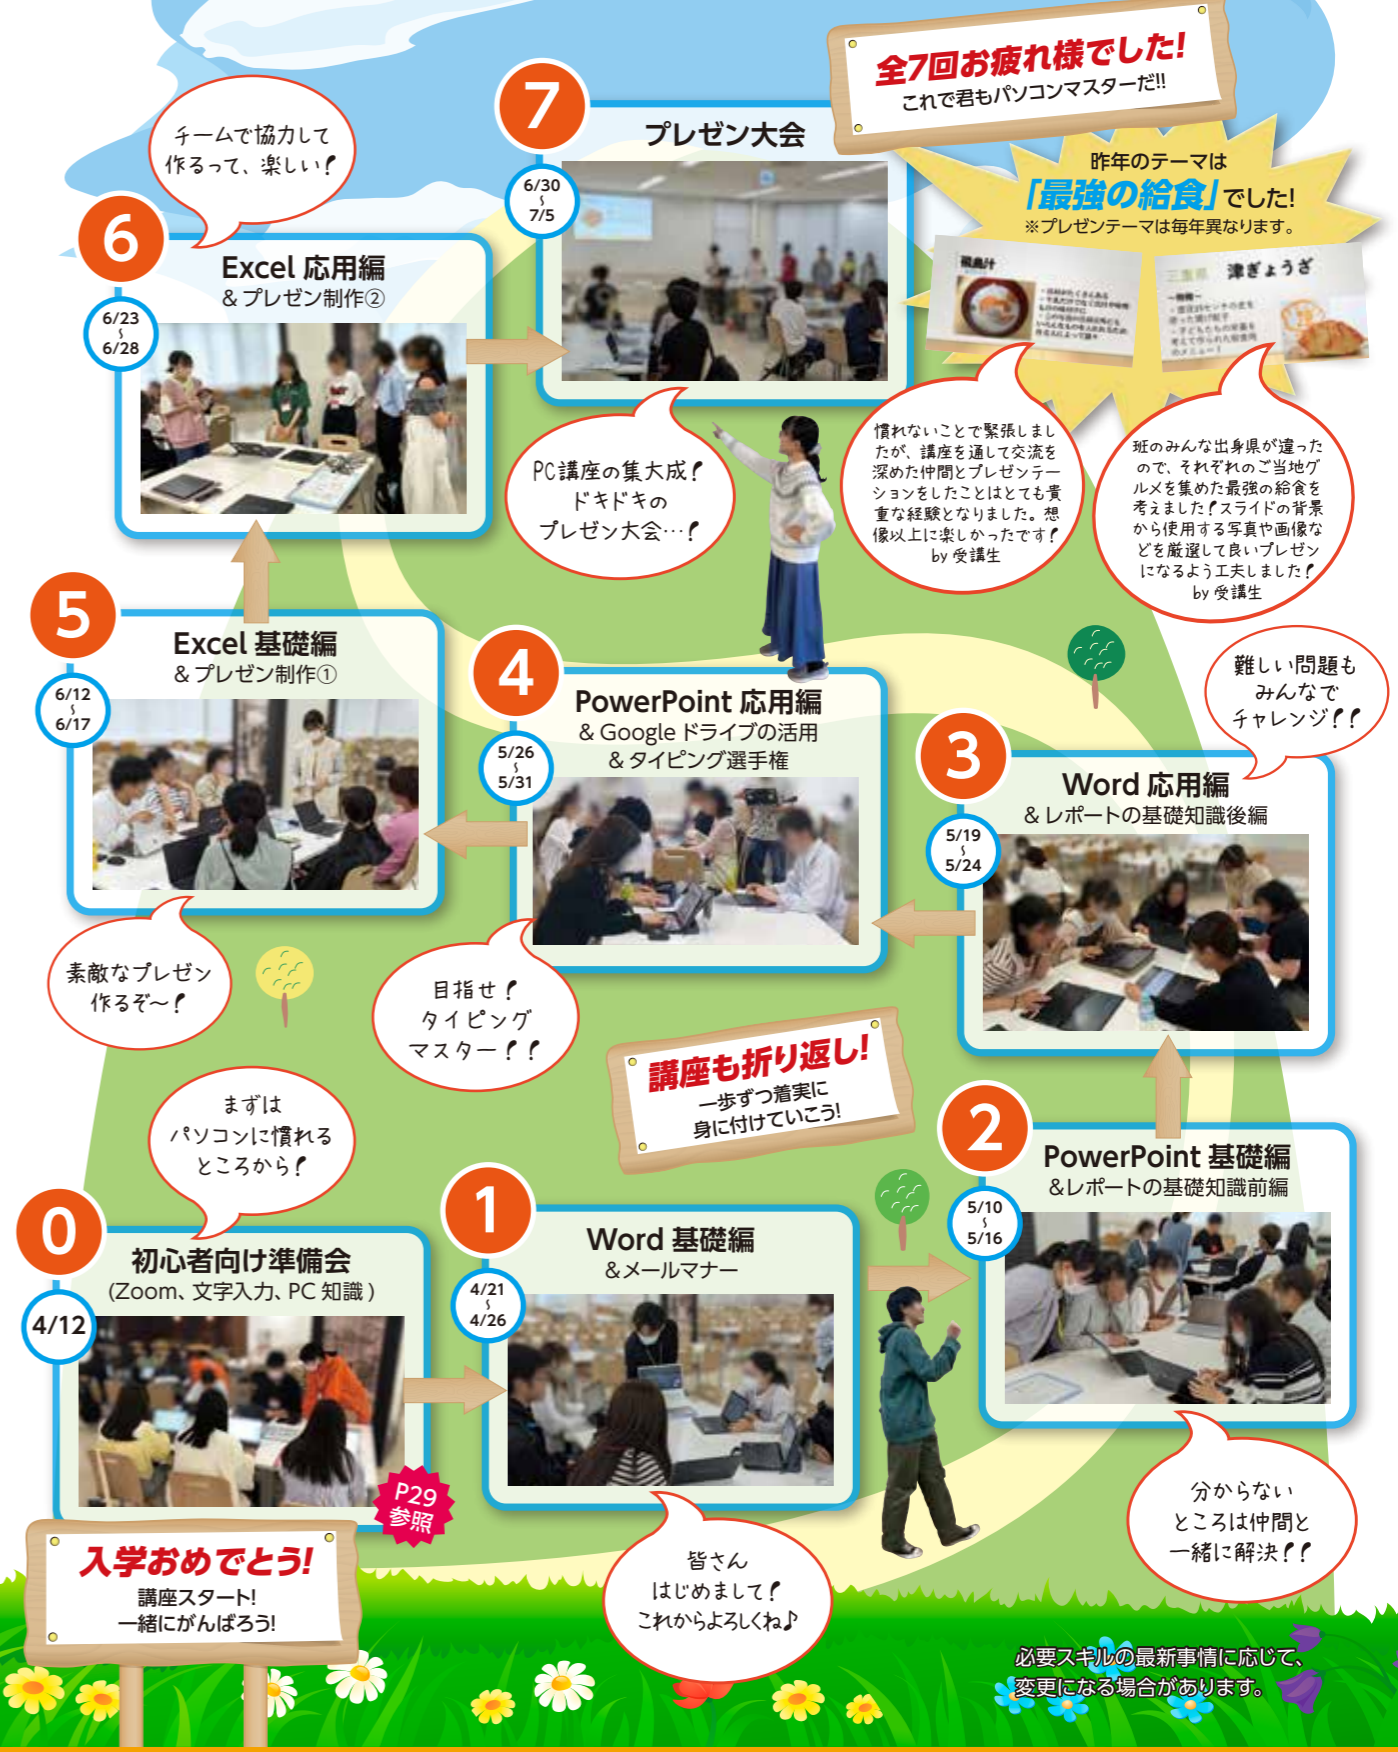 全7回お疲れ様でした!
これで君もパソコンマスターだ!!
昨年のテーマは
「最強の給食」でした!
※プレゼンテーマは毎年異なります。
飛鳥汁
三重県 津ぎょうざ
7
プレゼン大会
6/30
〜
7/5
PC講座の集大成!
ドキドキの
プレゼン大会…!
慣れないことで緊張しまし
たが、講座を通して交流を
深めた仲間とプレゼンテー
ションをしたことはとても貴
重な経験となりました。想
像以上に楽しかったです!
by 受講生
班のみんな出身県が違った
ので、それぞれのご当地グ
ルメを集めた最強の給食を
考えました!スライドの背景
から使用する写真や画像な
どを厳選して良いプレゼン
になるよう工夫しました!
by 受講生
チームで協力して
作るって、楽しい!
6
Excel 応用編
& プレゼン制作②
6/23
〜
6/28
5
Excel 基礎編
& プレゼン制作①
6/12
〜
6/17
素敵なプレゼン
作るぞ〜!
4
PowerPoint 応用編
& Google ドライブの活用
& タイピング選手権
5/26
〜
5/31
目指せ!
タイピング
マスター!!
難しい問題も
みんなで
チャレンジ!!
3
Word 応用編
& レポートの基礎知識後編
5/19
〜
5/24
講座も折り返し!
一歩ずつ着実に
身に付けていこう!
2
PowerPoint 基礎編
&レポートの基礎知識前編
5/10
〜
5/16
分からない
ところは仲間と
一緒に解決!!
まずは
パソコンに慣れる
ところから!
0
初心者向け準備会
(Zoom、文字入力、PC 知識)
4/12
P29
参照
1
Word 基礎編
&メールマナー
4/21
〜
4/26
皆さん
はじめまして!
これからよろしくね♪
入学おめでとう!
講座スタート!
一緒にがんばろう!
必要スキルの最新事情に応じて、
変更になる場合があります。